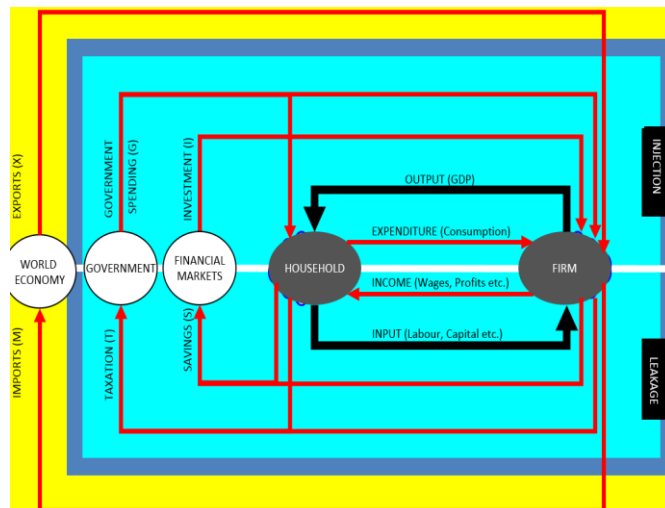 EXPORTS (X)
GOVERNMENT
SPENDING (G)
INVESTMENT (I)
INJECTION
OUTPUT (GDP)
EXPENDITURE (Consumption)
WORLD
ECONOMY
GOVERNMENT
FINANCIAL
MARKETS
HOUSEHOLD
FIRM
INCOME (Wages, Profits etc.)
INPUT (Labour, Capital etc.)
IMPORTS (M)
TAXATION (T)
SAVINGS (S)
LEAKAGE